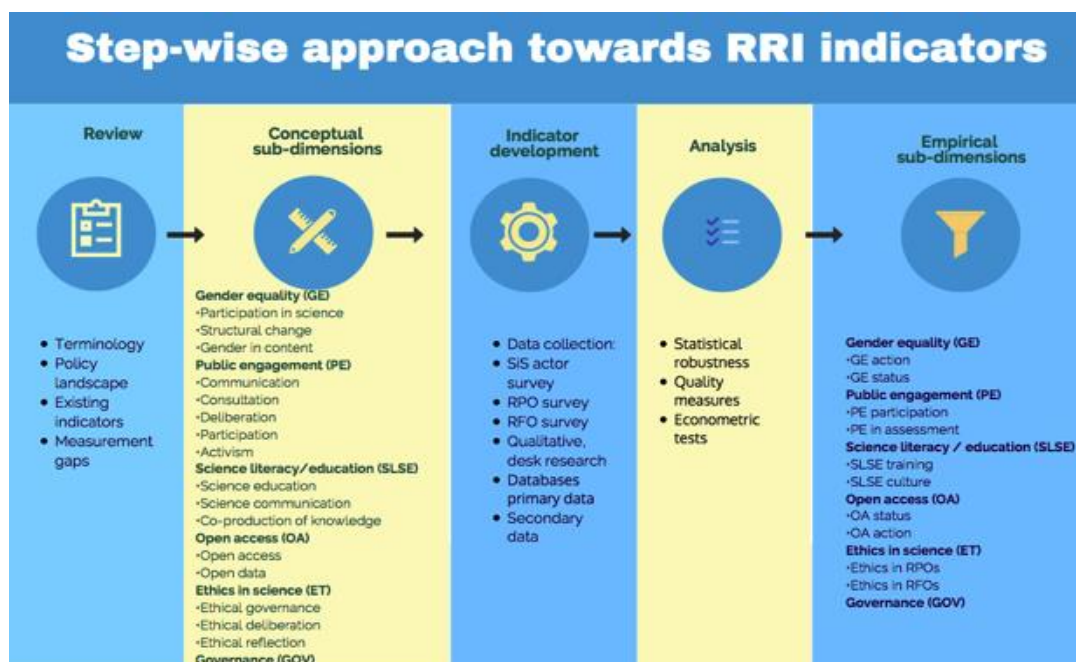 Step-wise approach towards RRI indicators
Review
• Terminology
• Policy
landscape
• Existing
indicators
• Measurement
gaps
Conceptual
sub-dimensions
Gender equality (GE)
•Participation in science
•Structural change
•Gender in content
Public engagement (PE)
•Communication
•Consultation
•Deliberation
•Participation
•Activism
Science literacy/education (SLSE)
•Science education
•Science communication
•Co-production of knowledge
Open access (OA)
•Open access
•Open data
Ethics in science (ET)
•Ethical governance
•Ethical deliberation
•Ethical reflection
Governance (GOV)
Indicator
development
• Data collection:
• SiS actor
survey
• RPO survey
• RFO survey
• Qualitative,
desk research
• Databases
primary data
• Secondary
data
Analysis
• Statistical
robustness
• Quality
measures
• Econometric
tests
Empirical
sub-dimensions
Gender equality (GE)
•GE action
•GE status
Public engagement (PE)
•PE participation
•PE in assessment
Science literacy / education (SLSE)
•SLSE training
•SLSE culture
Open access (OA)
•OA status
•OA action
Ethics in science (ET)
•Ethics in RPOs
•Ethics in RFOs
Governance (GOV)